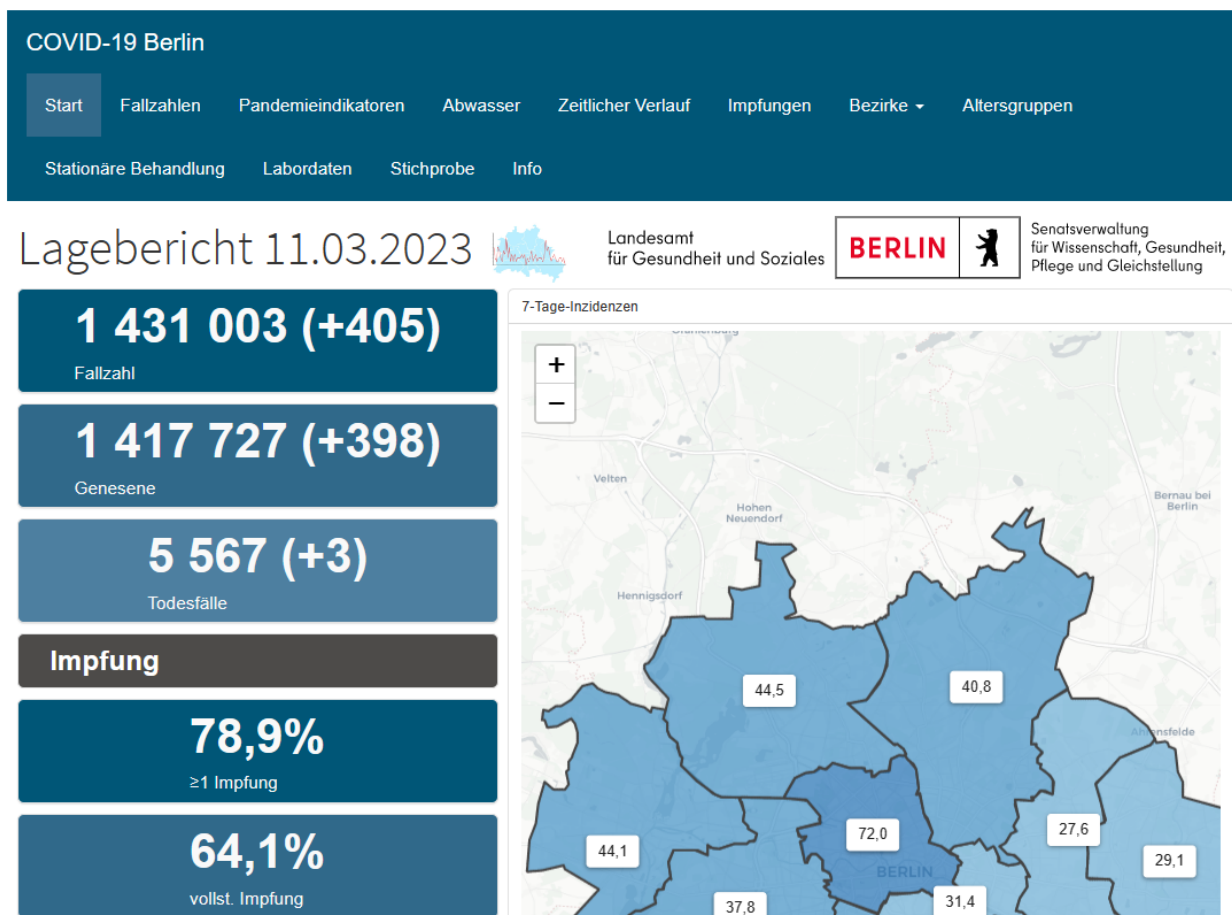 COVID-19 Berlin
Start Fallzahlen Pandemieindikatoren Abwasser Zeitlicher Verlauf Impfungen Bezirke Altersgruppen
Stationäre Behandlung Labordaten Stichprobe Info
Lagebericht 11.03.2023
Landesamt
für Gesundheit und Soziales
BERLIN
Senatsverwaltung
für Wissenschaft, Gesundheit,
Pflege und Gleichstellung
1 431 003 (+405)
Fallzahl
1 417 727 (+398)
Genesene
5 567 (+3)
Todesfälle
Impfung
78,9%
≥1 Impfung
64,1%
vollst. Impfung
7-Tage-Inzidenzen
+
−
Velten
Hohen
Neuendorf
Bernau bei
Berlin
Hennigsdorf
44,5
40,8
Ahrensfelde
72,0
27,6
44,1
29,1
BERLIN
37,8
31,4